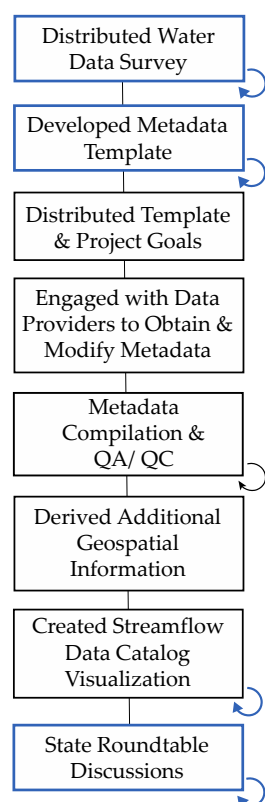 Distributed Water
Data Survey
Developed Metadata
Template
Distributed Template
& Project Goals
Engaged with Data
Providers to Obtain &
Modify Metadata
Metadata
Compilation &
QA/ QC
Derived Additional
Geospatial
Information
Created Streamflow
Data Catalog
Visualization
State Roundtable
Discussions